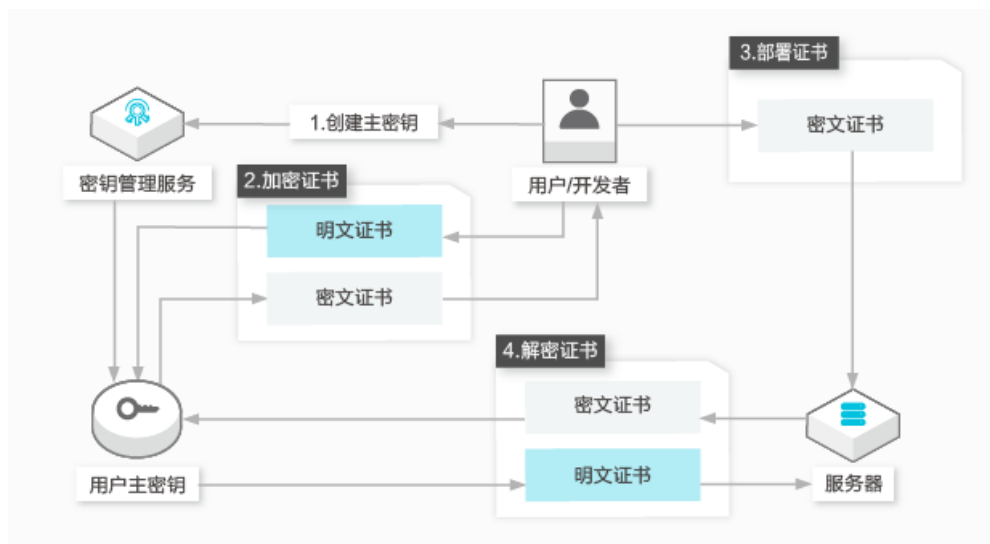 3.部署证书
1.创建主密钥
密文证书
密钥管理服务
2.加密证书
用户/开发者
明文证书
密文证书
4.解密证书
密文证书
用户主密钥
明文证书
服务器